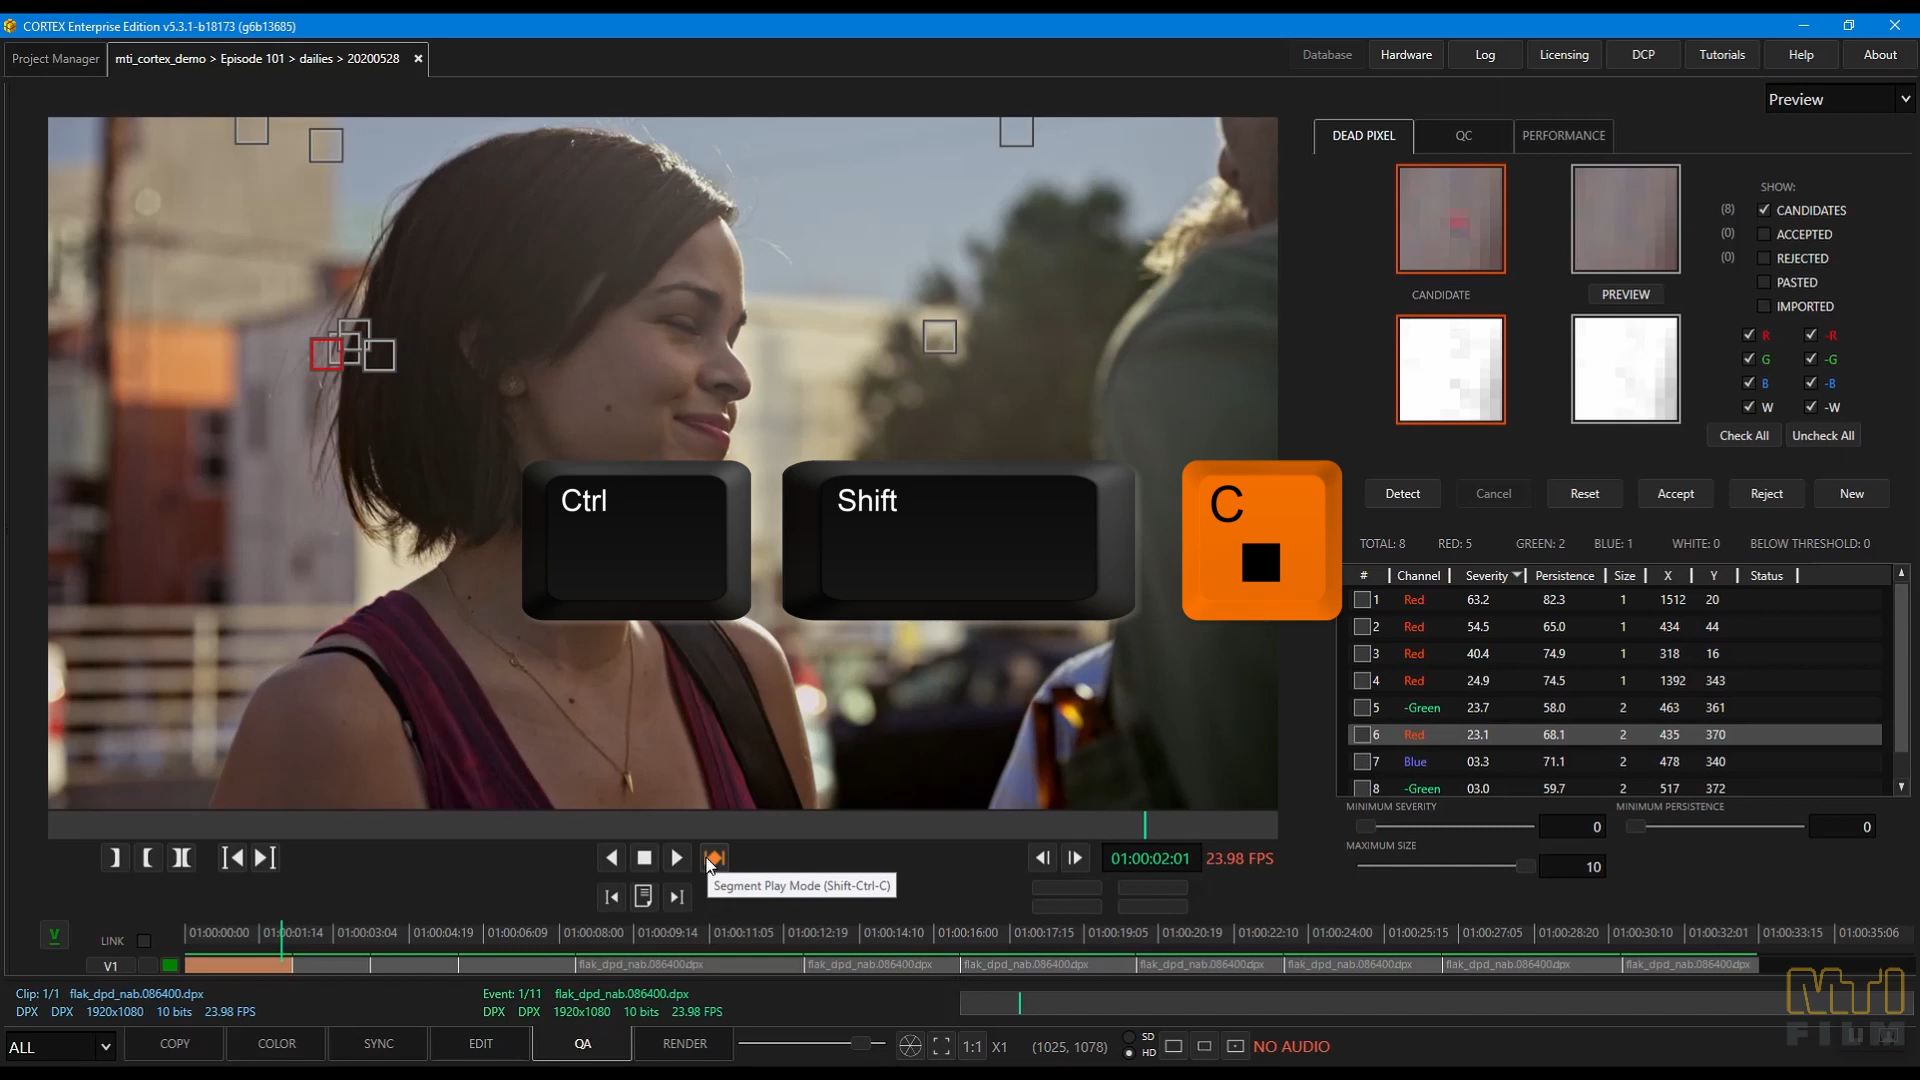 CORTEX Enterprise Edition v5.3.1-b18173 (g6b13685)
Project Manager
mti_cortex_demo > Episode 101 > dailies > 20200528
Database
Hardware
Log
Licensing
DCP
Tutorials
Help
About
Preview
DEAD PIXEL
QC
PERFORMANCE
CANDIDATE
PREVIEW
SHOW:
(8) CANDIDATES
(0) ACCEPTED
(0) REJECTED
PASTED
IMPORTED
R -R
G -G
B -B
W -W
Check All
Uncheck All
Ctrl
Shift
C
Detect
Cancel
Reset
Accept
Reject
New
TOTAL: 8 RED: 5 GREEN: 2 BLUE: 1 WHITE: 0 BELOW THRESHOLD: 0
# Channel Severity Persistence Size X Y Status
1 Red 63.2 82.3 1 1512 20
2 Red 54.5 65.0 1 434 44
3 Red 40.4 74.9 1 318 16
4 Red 24.9 74.5 1 1392 343
5 -Green 23.7 58.0 2 463 361
6 Red 23.1 68.1 2 435 370
7 Blue 03.3 71.1 2 478 340
8 -Green 03.0 59.7 2 517 372
MINIMUM SEVERITY
0
MINIMUM PERSISTENCE
0
MAXIMUM SIZE
10
01:00:02:01 23.98 FPS
Segment Play Mode (Shift-Ctrl-C)
V
LINK
01:00:00:00 01:00:01:14 01:00:03:04 01:00:04:19 01:00:06:09 01:00:08:00 01:00:09:14 01:00:11:05 01:00:12:19 01:00:14:10 01:00:16:00 01:00:17:15 01:00:19:05 01:00:20:19 01:00:22:10 01:00:24:00 01:00:25:15 01:00:27:05 01:00:28:20 01:00:30:10 01:00:32:01 01:00:33:15 01:00:35:06
V1
flak_dpd_nab.086400.dpx flak_dpd_nab.086400.dpx flak_dpd_nab.086400.dpx flak_dpd_nab.086400.dpx flak_dpd_nab.086400.dpx flak_dpd_nab.086400.dpx flak_dpd_nab.086400.dpx
Clip: 1/1 flak_dpd_nab.086400.dpx
DPX DPX 1920x1080 10 bits 23.98 FPS
Event: 1/11 flak_dpd_nab.086400.dpx
DPX DPX 1920x1080 10 bits 23.98 FPS
MTI
FILM
ALL
COPY
COLOR
SYNC
EDIT
QA
RENDER
1:1 X1 (1025, 1078)
SD
HD
NO AUDIO